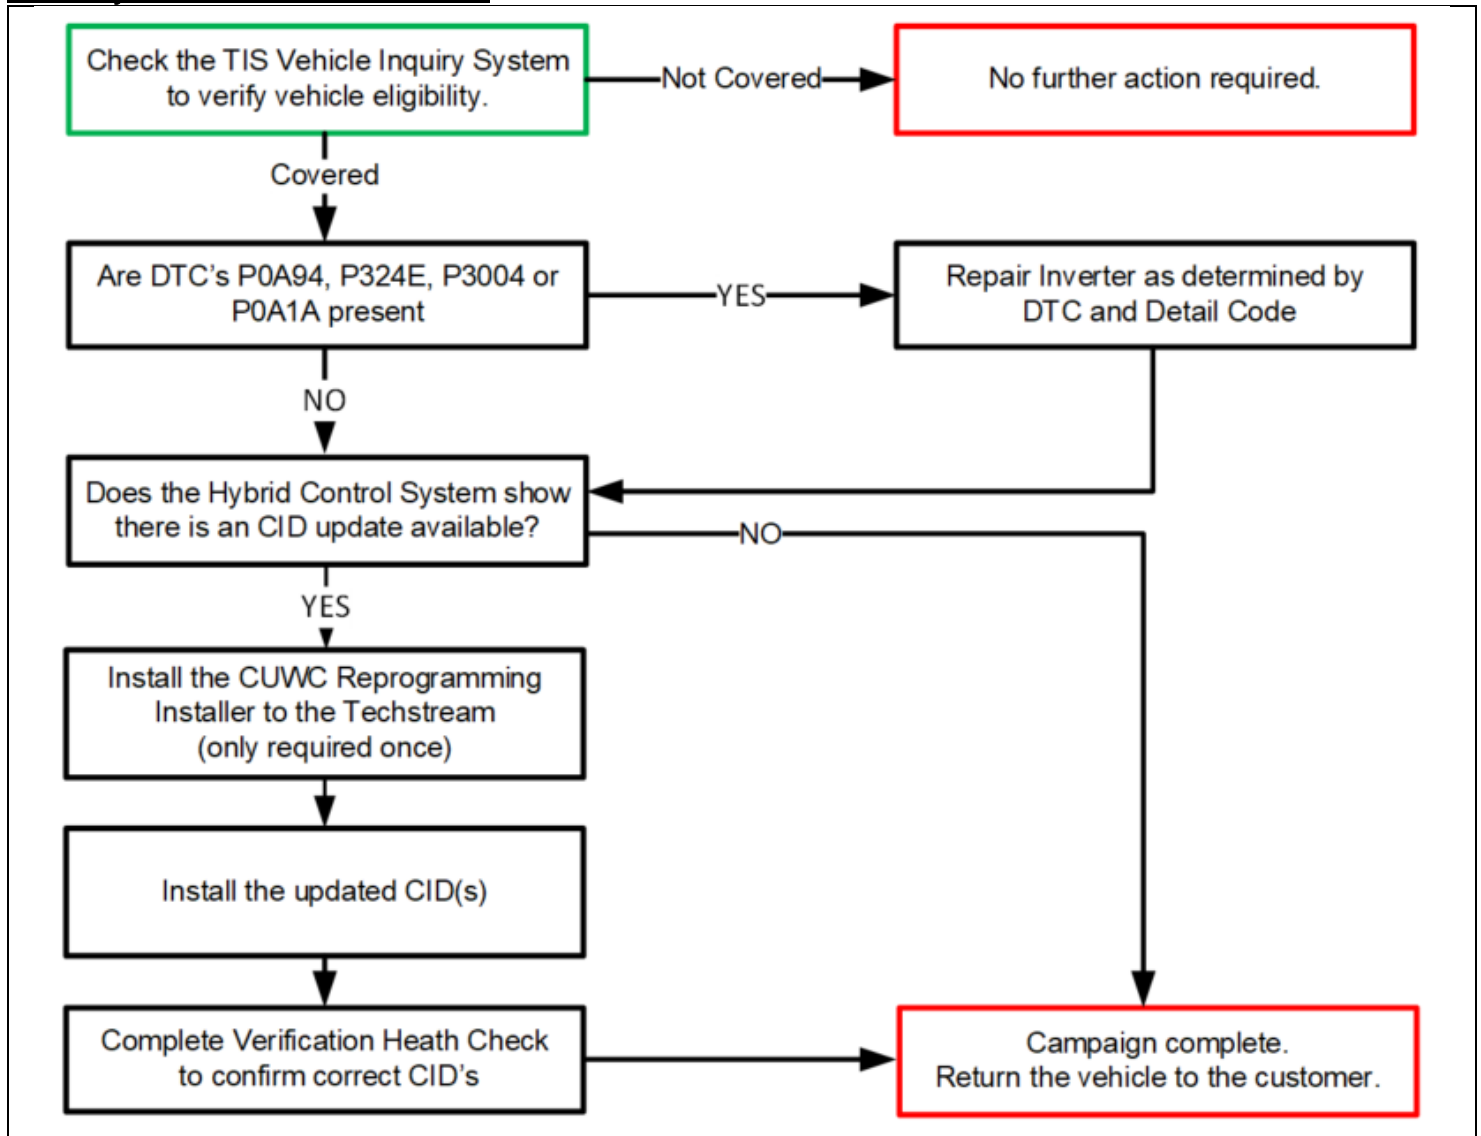 Check the TIS Vehicle Inquiry System
to verify vehicle eligibility.
Not Covered
No further action required.
Covered
Are DTC's P0A94, P324E, P3004 or
P0A1A present
YES
Repair Inverter as determined by
DTC and Detail Code
NO
Does the Hybrid Control System show
there is an CID update available?
NO
YES
Install the CUWC Reprogramming
Installer to the Techstream
(only required once)
Install the updated CID(s)
Complete Verification Heath Check
to confirm correct CID's
Campaign complete.
Return the vehicle to the customer.